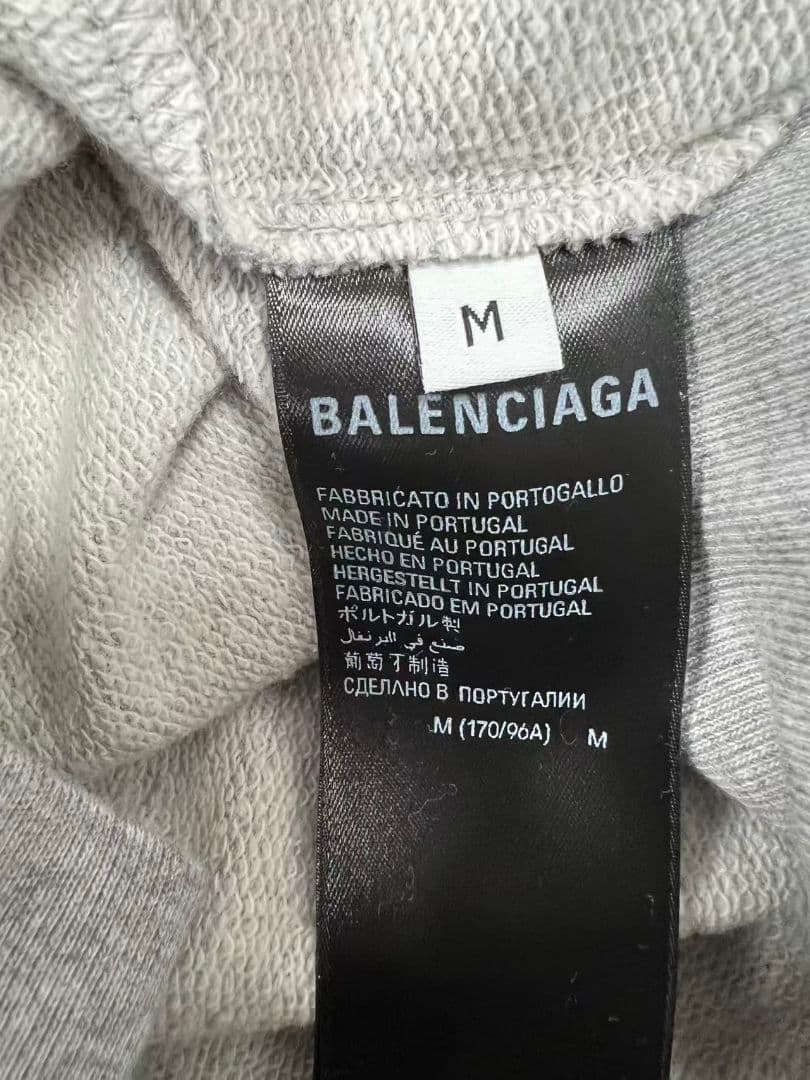 M
BALENCIAGA
FABBRICATO IN PORTOGALLO
MADE IN PORTUGAL
FABRIQUÉ AU PORTUGAL
HECHO EN PORTUGAL
HERGESTELLT IN PORTUGAL
FABRICADO EM PORTUGAL
ポルトガル製
صنع في البرتغال
葡萄牙制造
СДЕЛАНО В ПОРТУГАЛИИ
M (170/96A) M